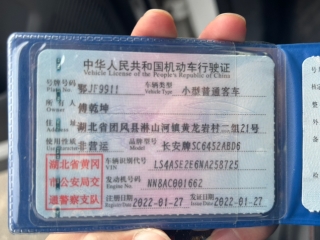 中华人民共和国机动车行驶证
Vehicle License of the People's Republic of China
号牌号码 鄂JF9911 车辆类型 小型普通客车
Plate No. Vehicle Type
所有人 傅乾坤
Owner
住址 湖北省团风县淋山河镇黄龙岩村二组Z1号
Address
使用性质 非营运 品牌型号 长安牌SC6452ABD6
Model
湖北省黄冈市公安局交通警察支队
车辆识别代号 LS4ASE2E6NA258725
VIN
发动机号码 NN8AC001662
Engine No.
注册日期 2022-01-27 发证日期 2022-01-27
Register Date Issue Date